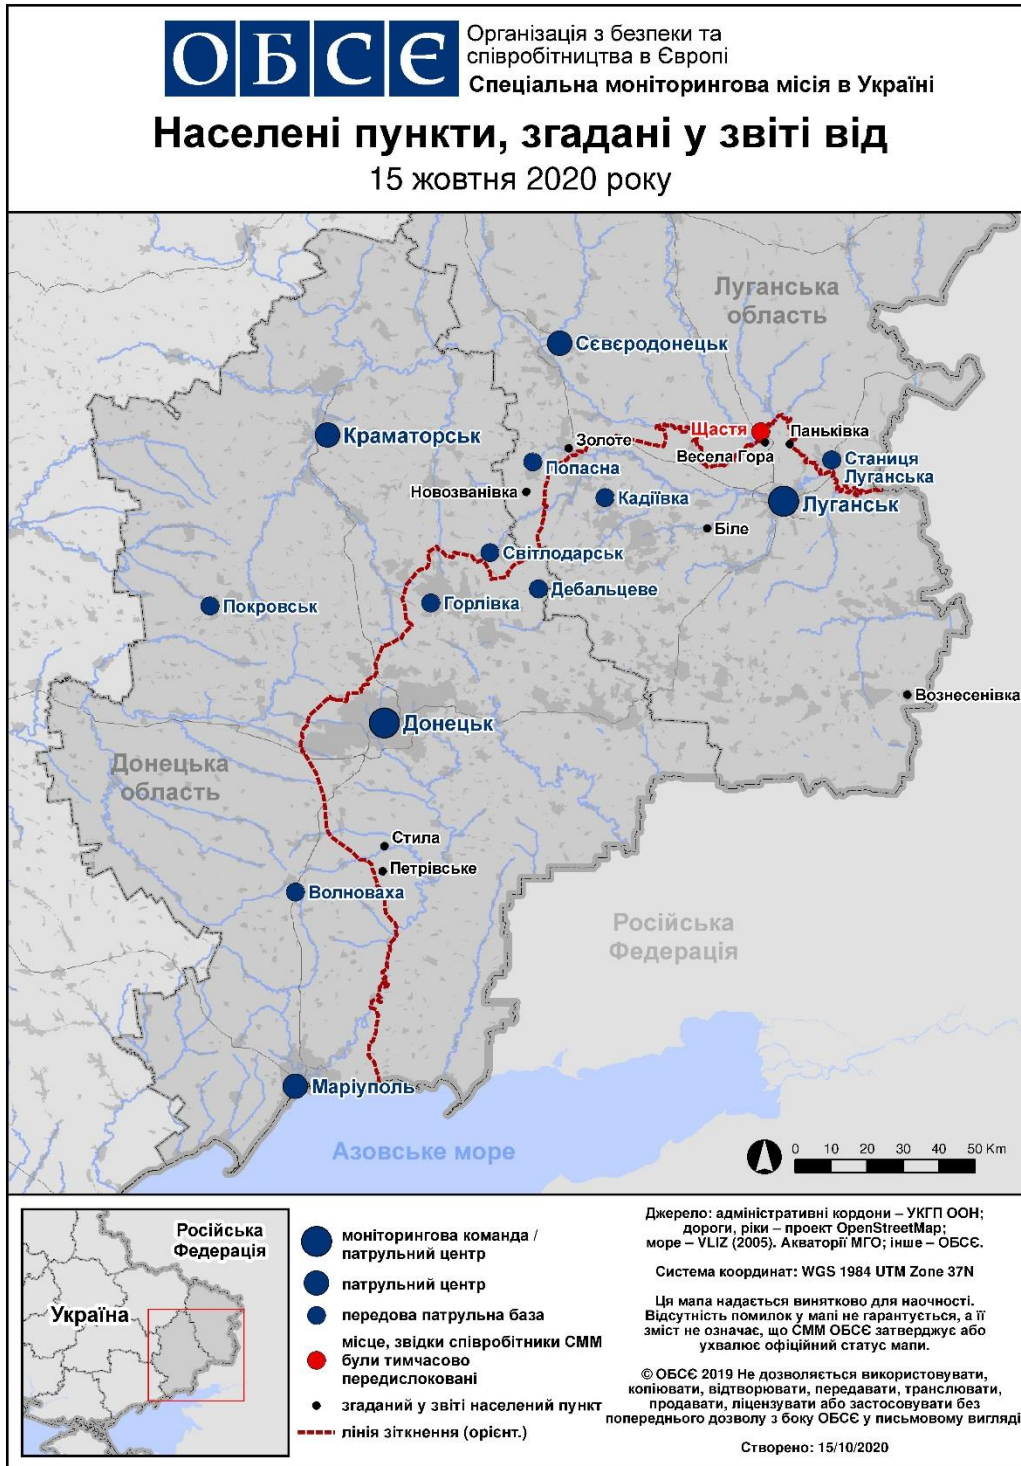 ОБСЄ
Організація з безпеки та
співробітництва в Європі
Спеціальна моніторингова місія в Україні
Населені пункти, згадані у звіті від
15 жовтня 2020 року
Луганська
область
Сєвєродонецьк
Краматорськ
Щастя
Паньківка
Золоте
Весела Гора
Попасна
Станиця
Луганська
Новозванівка
Кадіївка
Луганськ
Біле
Світлодарськ
Дебальцеве
Покровськ
Горлівка
Вознесенівка
Донецьк
Донецька
область
Стила
Петрівське
Волноваха
Російська
Федерація
Маріуполь
Азовське море
0 10 20 30 40 50 Km
Російська
Федерація
Україна
моніторингова команда /
патрульний центр
патрульний центр
передова патрульна база
місце, звідки співробітники СММ
були тимчасово
передислоковані
згаданий у звіті населений пункт
лінія зіткнення (орієнт.)
Джерело: адміністративні кордони – УКГП ООН;
дороги, ріки – проект OpenStreetMap;
море – VLIZ (2005). Акваторії МГО; інше – ОБСЄ.
Система координат: WGS 1984 UTM Zone 37N
Ця мапа надається винятково для наочності.
Відсутність помилок у мапі не гарантується, а її
зміст не означає, що СММ ОБСЄ затверджує або
ухвалює офіційний статус мапи.
© ОБСЄ 2019 Не дозволяється використовувати,
копіювати, відтворювати, передавати, транслювати,
продавати, ліцензувати або застосовувати без
попереднього дозволу з боку ОБСЄ у письмовому вигляді
Створено: 15/10/2020